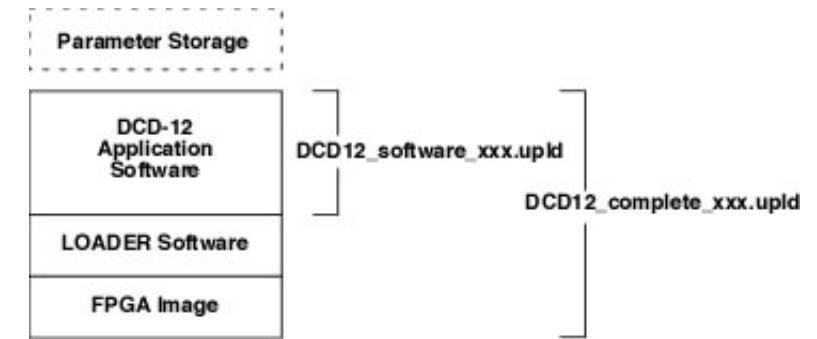 Parameter Storage
DCD-12
Application
Software
DCD12_software_xxx.upld
DCD12_complete_xxx.upld
LOADER Software
FPGA Image